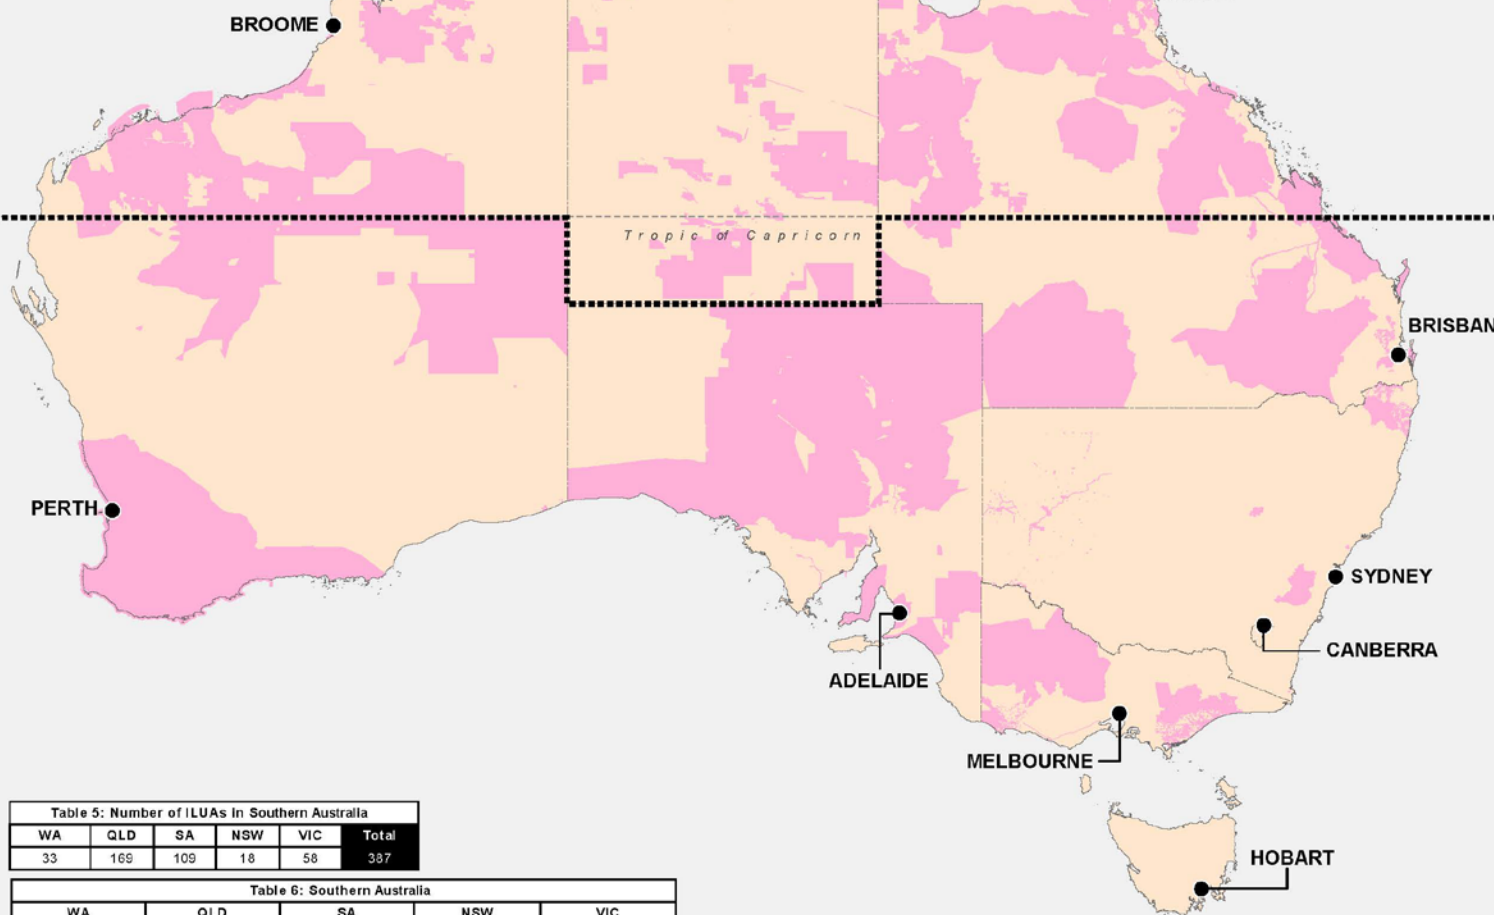 BROOME
Tropic of Capricorn
BRISBAN
PERTH
SYDNEY
CANBERRA
ADELAIDE
MELBOURNE
Table 5: Number of ILUAs in Southern Australia
WA QLD SA NSW VIC Total
33 169 109 18 58 387
HOBART
Table 6: Southern Australia
WA QLD SA NSW VIC